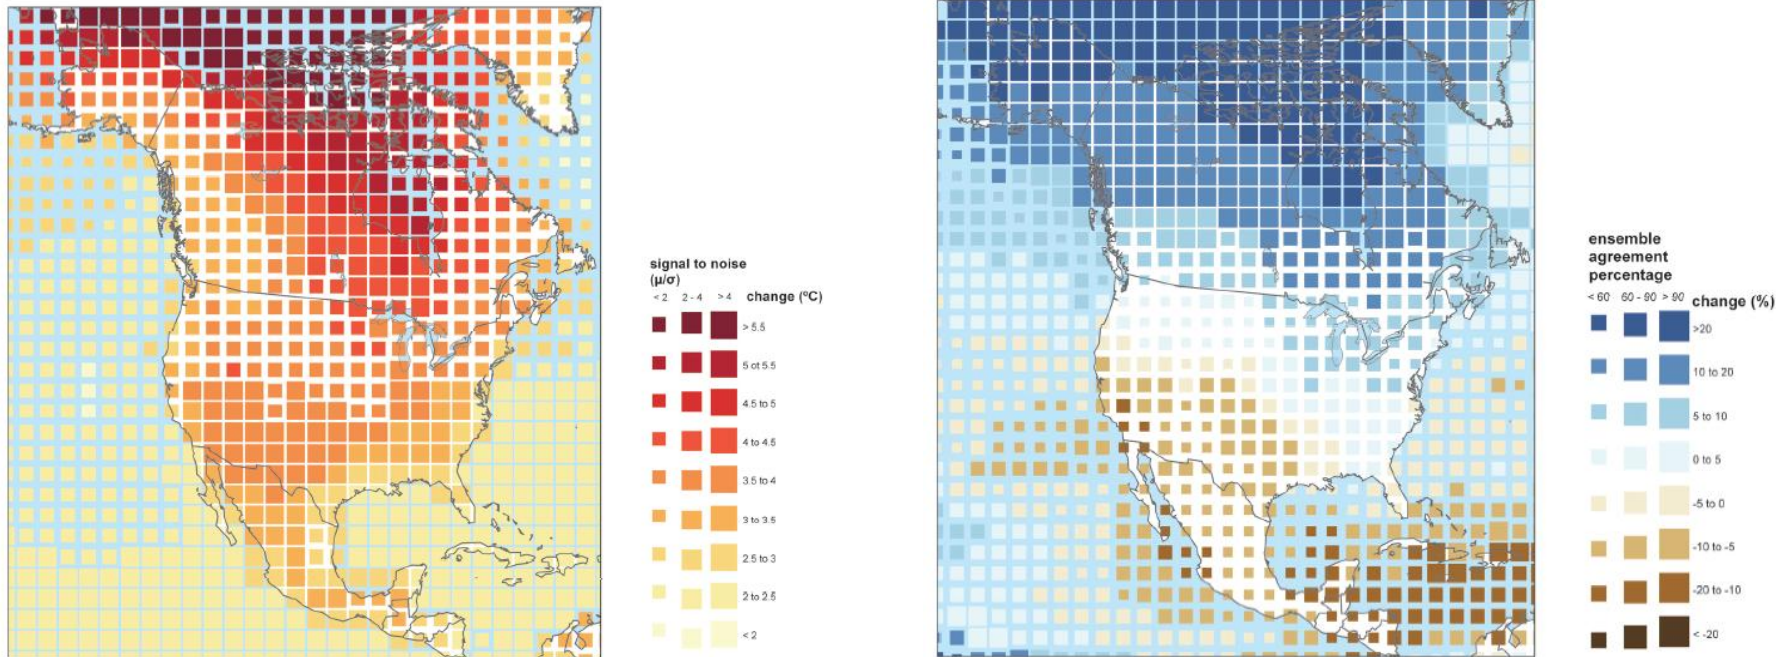 signal to noise
(μ/σ)
< 2 2 - 4 > 4 change (ºC)
> 5.5
5 ot 5.5
4.5 to 5
4 to 4.5
3.5 to 4
3 to 3.5
2.5 to 3
2 to 2.5
< 2
ensemble
agreement
percentage
< 60 60 - 90 > 90 change (%)
>20
10 to 20
5 to 10
0 to 5
-5 to 0
-10 to -5
-20 to -10
< -20